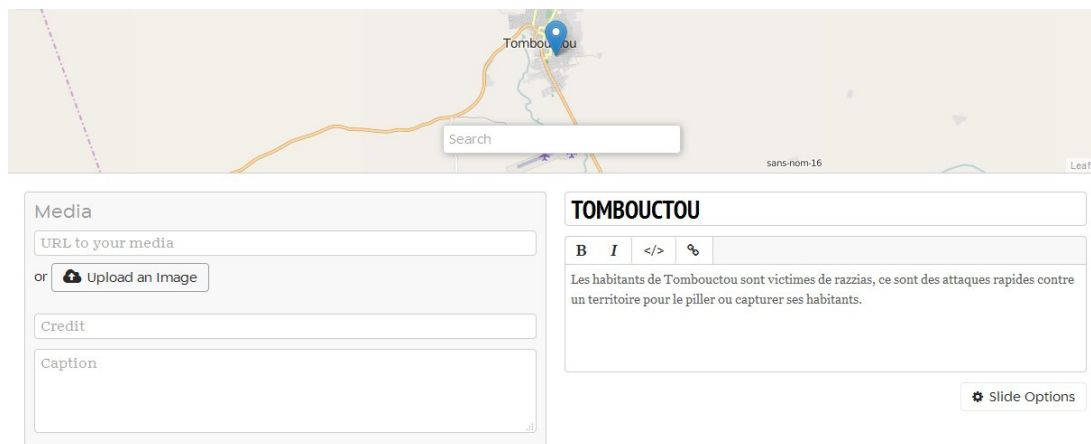 Tombouctou
Search
sans-nom-16
Leaf
Media
URL to your media
or Upload an Image
Credit
Caption
TOMBOUCTOU
B I </>
Les habitants de Tombouctou sont victimes de razzias, ce sont des attaques rapides contre
un territoire pour le piller ou capturer ses habitants.
Slide Options